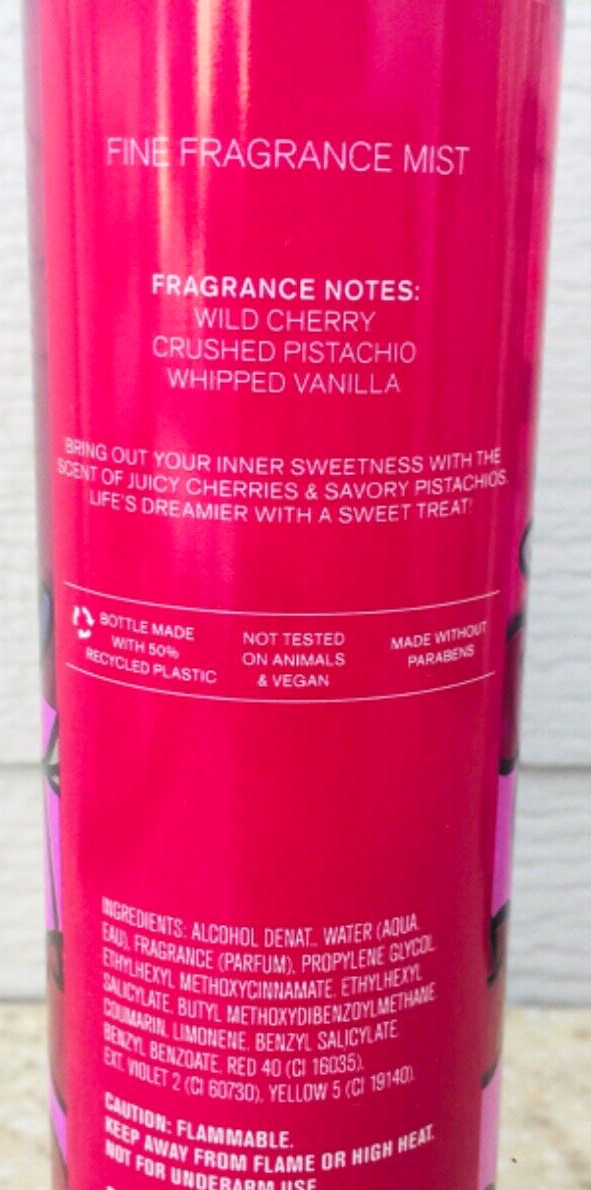 FINE FRAGRANCE MIST
FRAGRANCE NOTES:
WILD CHERRY
CRUSHED PISTACHIO
WHIPPED VANILLA
BRING OUT YOUR INNER SWEETNESS WITH THE
SCENT OF JUICY CHERRIES & SAVORY PISTACHIOS.
LIFE'S DREAMIER WITH A SWEET TREAT!
BOTTLE MADE
WITH 50%
RECYCLED PLASTIC
NOT TESTED
ON ANIMALS
& VEGAN
MADE WITHOUT
PARABENS
INGREDIENTS: ALCOHOL DENAT., WATER (AQUA,
EAU), FRAGRANCE (PARFUM), PROPYLENE GLYCOL,
ETHYLHEXYL METHOXYCINNAMATE, ETHYLHEXYL
SALICYLATE, BUTYL METHOXYDIBENZOYLMETHANE,
COUMARIN, LIMONENE, BENZYL SALICYLATE,
BENZYL BENZOATE, RED 40 (CI 16035),
EXT. VIOLET 2 (CI 60730), YELLOW 5 (CI 19140).
CAUTION: FLAMMABLE.
KEEP AWAY FROM FLAME OR HIGH HEAT.
NOT FOR UNDERARM USE.